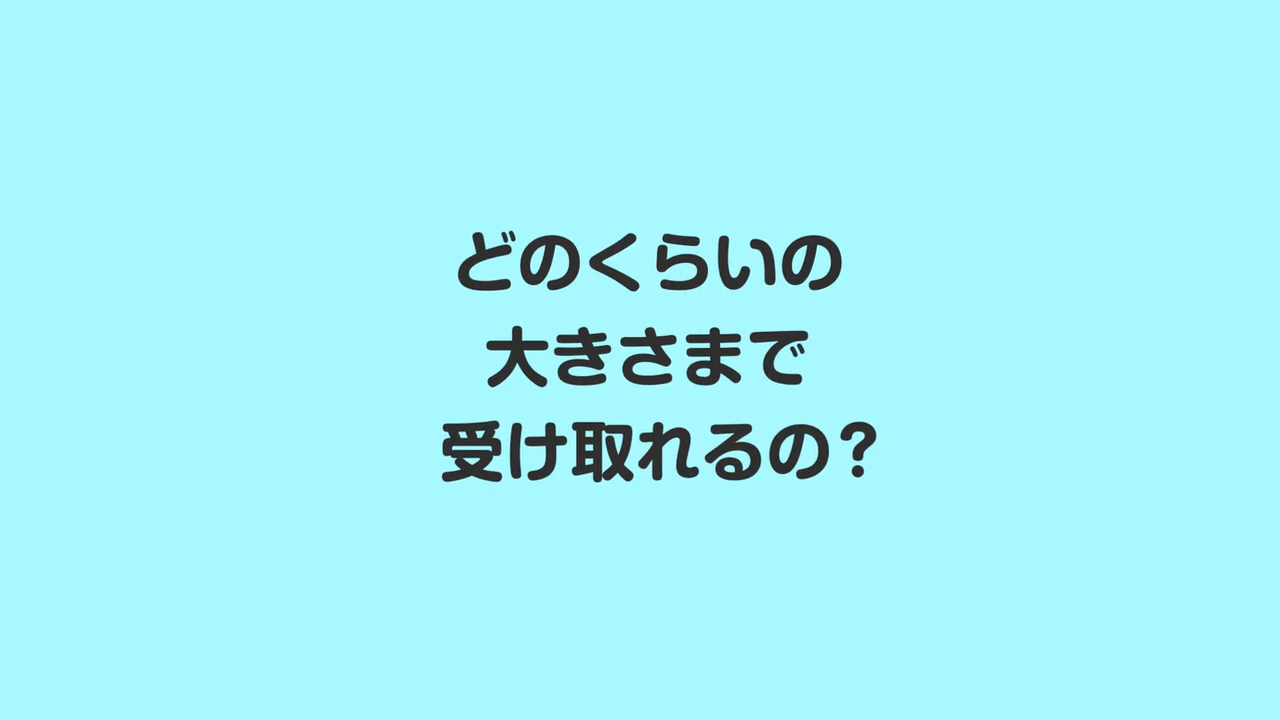 どのくらいの
大きさまで
受け取れるの？